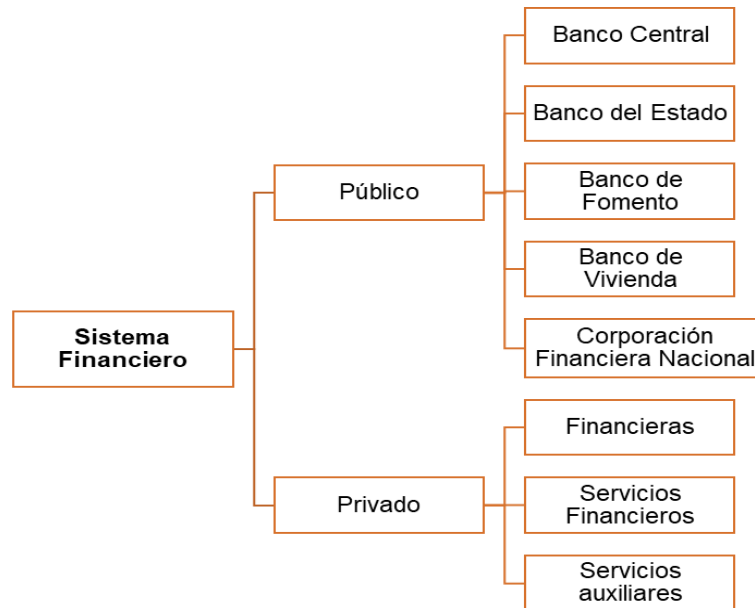 Banco Central
Banco del Estado
Público
Banco de
Fomento
Banco de
Vivienda
Sistema
Financiero
Corporación
Financiera Nacional
Financieras
Privado
Servicios
Financieros
Servicios
auxiliares